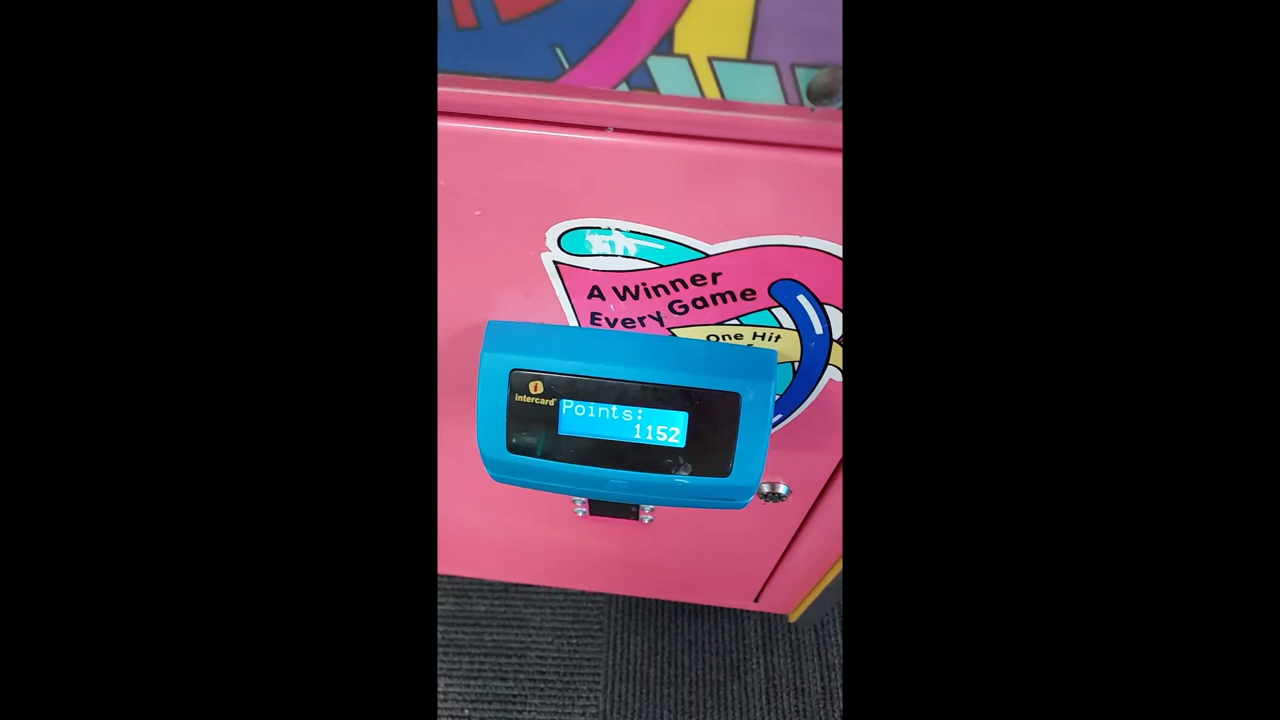 A Winner
Every Game
One Hit
intercard
Points:
1152